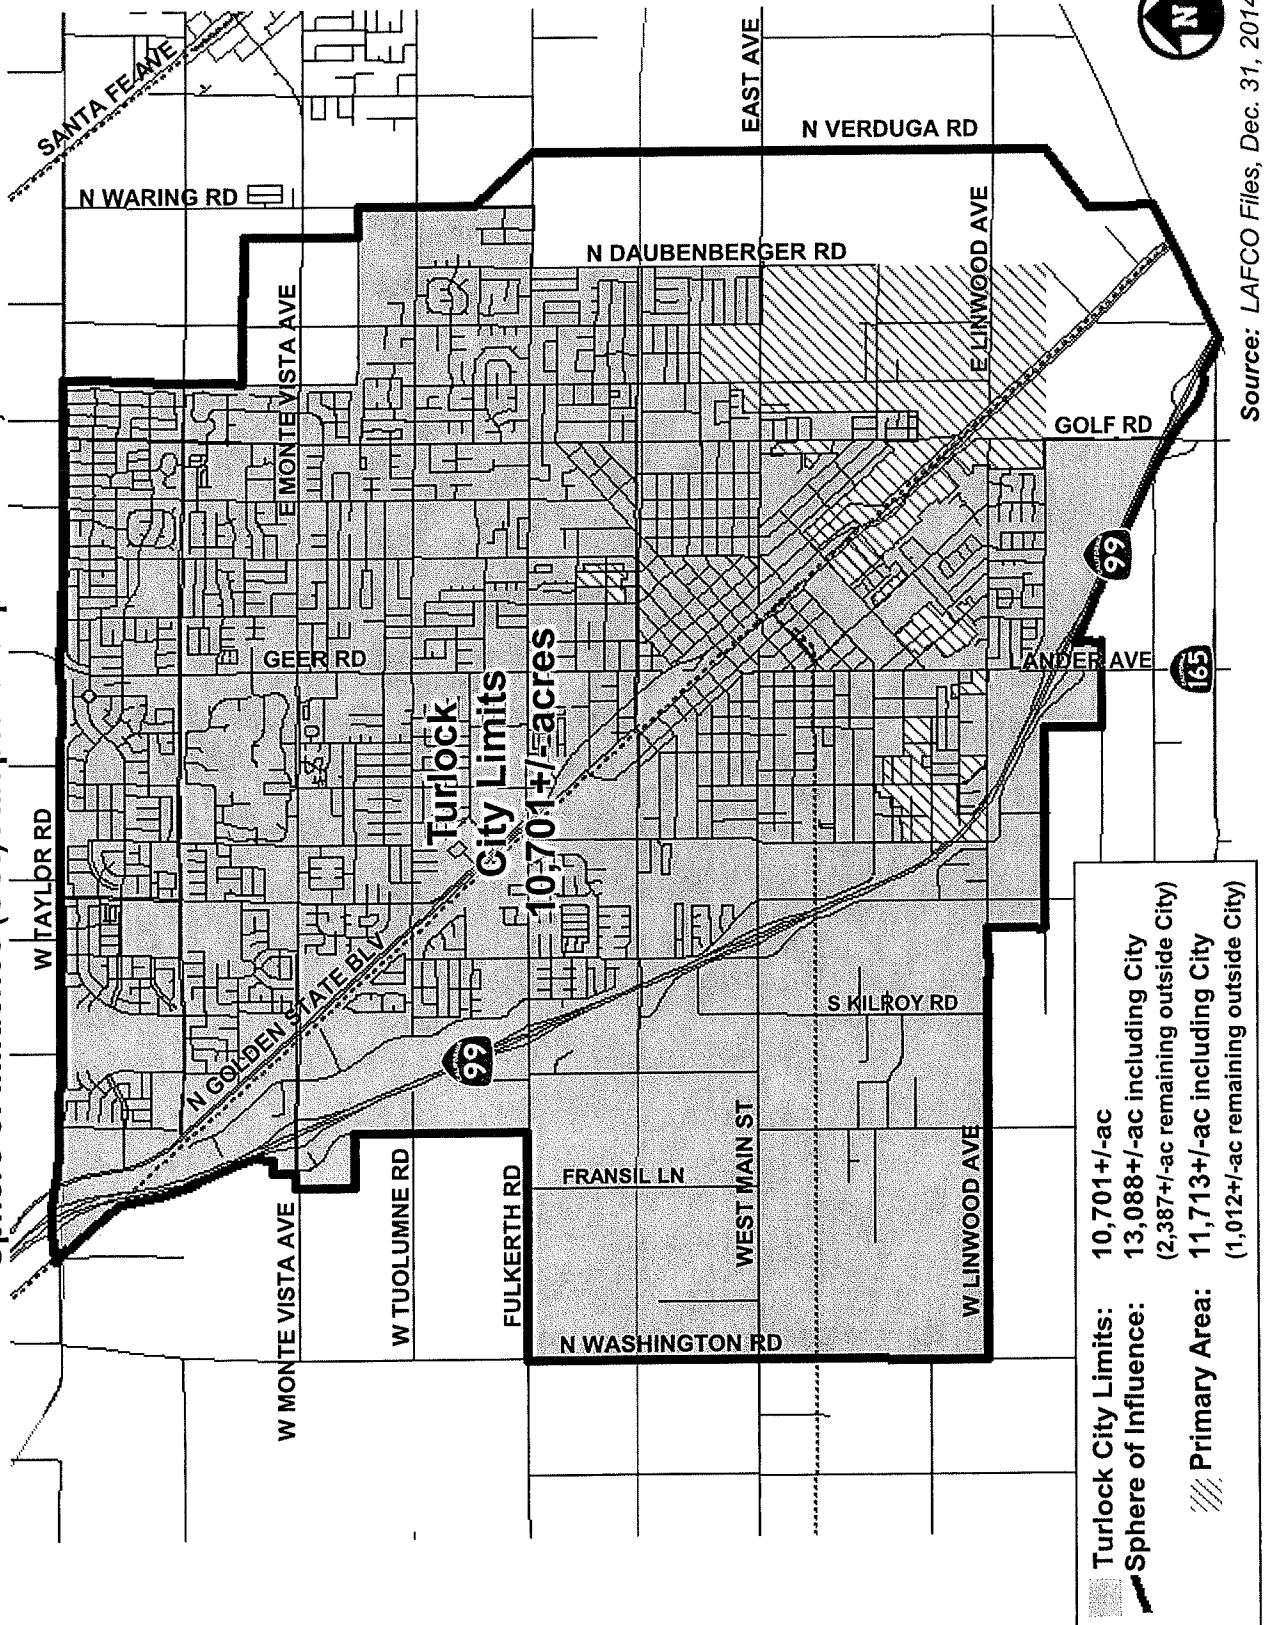 SANTA FE AVE
N WARING RD
EAST AVE
N VERDUGA RD
N DAUBENBERGER RD
E MONTE VISTA AVE
E LINWOOD AVE
GOLF RD
W TAYLOR RD
GEER RD
Turlock
City Limits
10,701+/-acres
99
LANDER AVE
165
N GOLDEN STATE BLV
99
S KILROY RD
W MONTE VISTA AVE
W TUOLUMNE RD
FULKERTH RD
FRANSIL LN
WEST MAIN ST
W LINWOOD AVE
N WASHINGTON RD
N
Source: LAFCO Files, Dec. 31, 2014
Turlock City Limits: 10,701+/-ac
Sphere of Influence: 13,088+/-ac including City
(2,387+/-ac remaining outside City)
Primary Area: 11,713+/-ac including City
(1,012+/-ac remaining outside City)